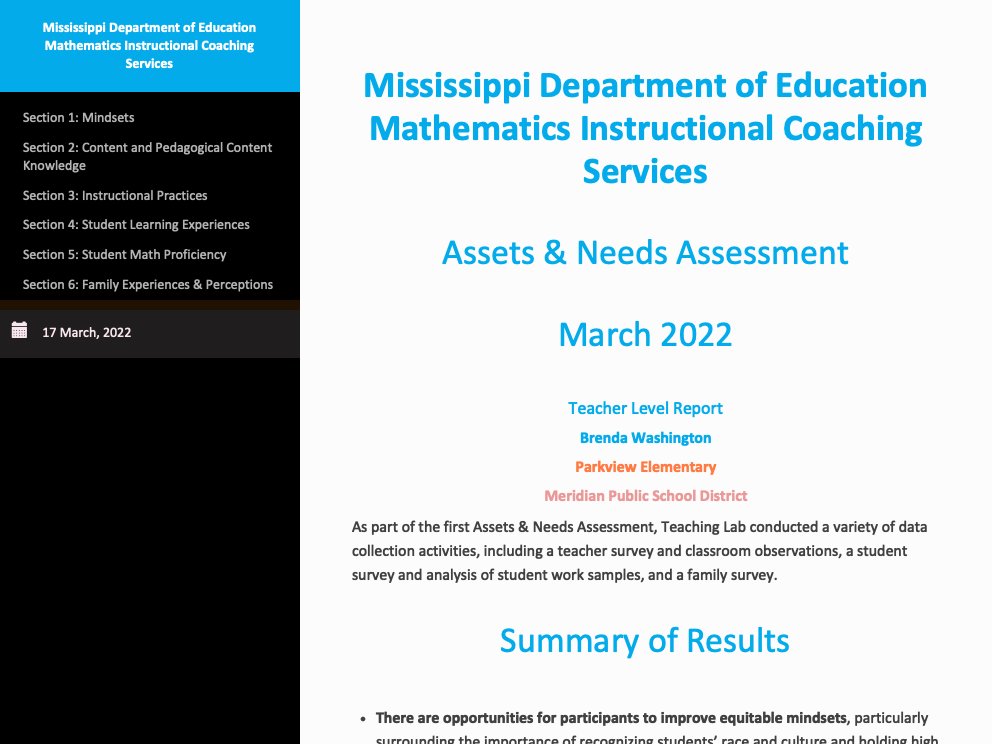 Mississippi Department of Education
Mathematics Instructional Coaching
Services
Section 1: Mindsets
Section 2: Content and Pedagogical Content
Knowledge
Section 3: Instructional Practices
Section 4: Student Learning Experiences
Section 5: Student Math Proficiency
Section 6: Family Experiences & Perceptions
17 March, 2022
Mississippi Department of Education
Mathematics Instructional Coaching
Services
Assets & Needs Assessment
March 2022
Teacher Level Report
Brenda Washington
Parkview Elementary
Meridian Public School District
As part of the first Assets & Needs Assessment, Teaching Lab conducted a variety of data
collection activities, including a teacher survey and classroom observations, a student
survey and analysis of student work samples, and a family survey.
Summary of Results
• There are opportunities for participants to improve equitable mindsets, particularly
surrounding the importance of recognizing students' race and culture and holding high